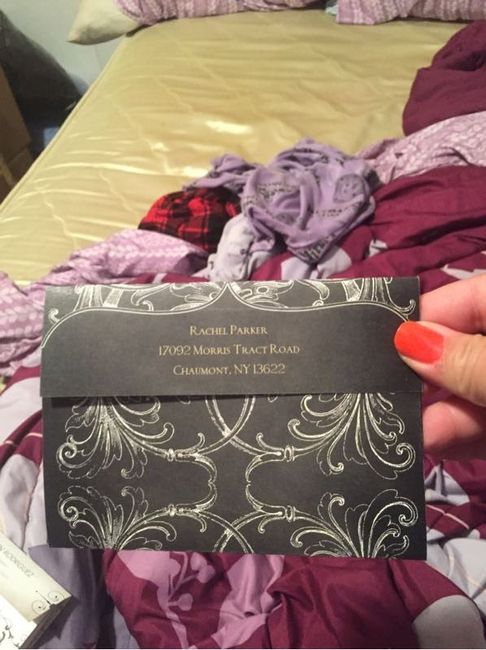 Rachel Parker
17092 Morris Tract Road
Chaumont, NY 13622